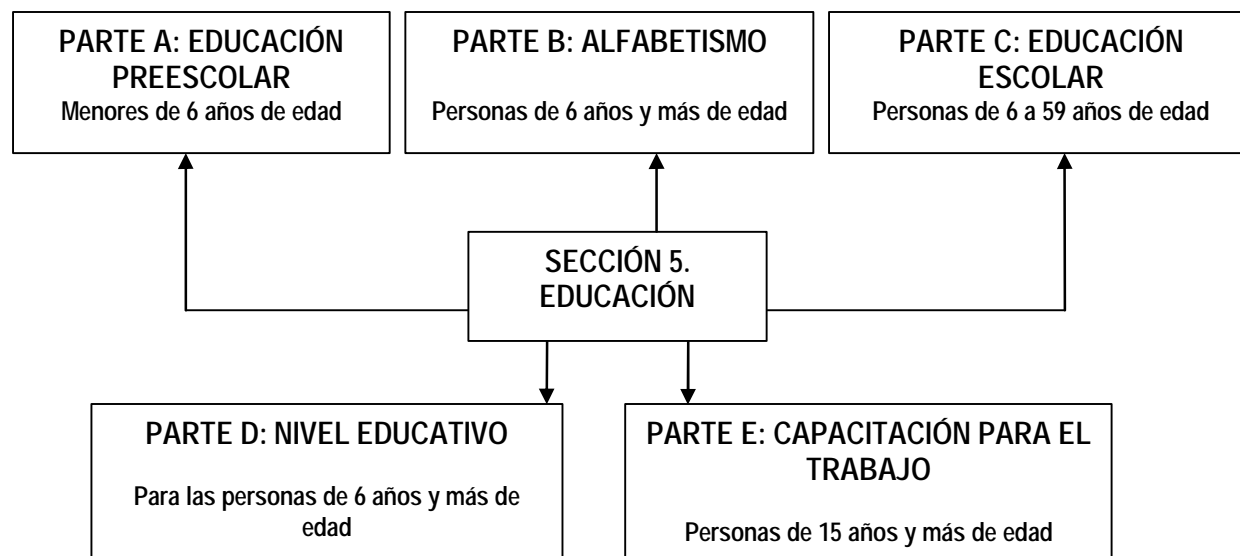 PARTE A: EDUCACIÓN
PREESCOLAR
Menores de 6 años de edad
PARTE B: ALFABETISMO
Personas de 6 años y más de edad
PARTE C: EDUCACIÓN
ESCOLAR
Personas de 6 a 59 años de edad
SECCIÓN 5.
EDUCACIÓN
PARTE D: NIVEL EDUCATIVO
Para las personas de 6 años y más de
edad
PARTE E: CAPACITACIÓN PARA EL
TRABAJO
Personas de 15 años y más de edad